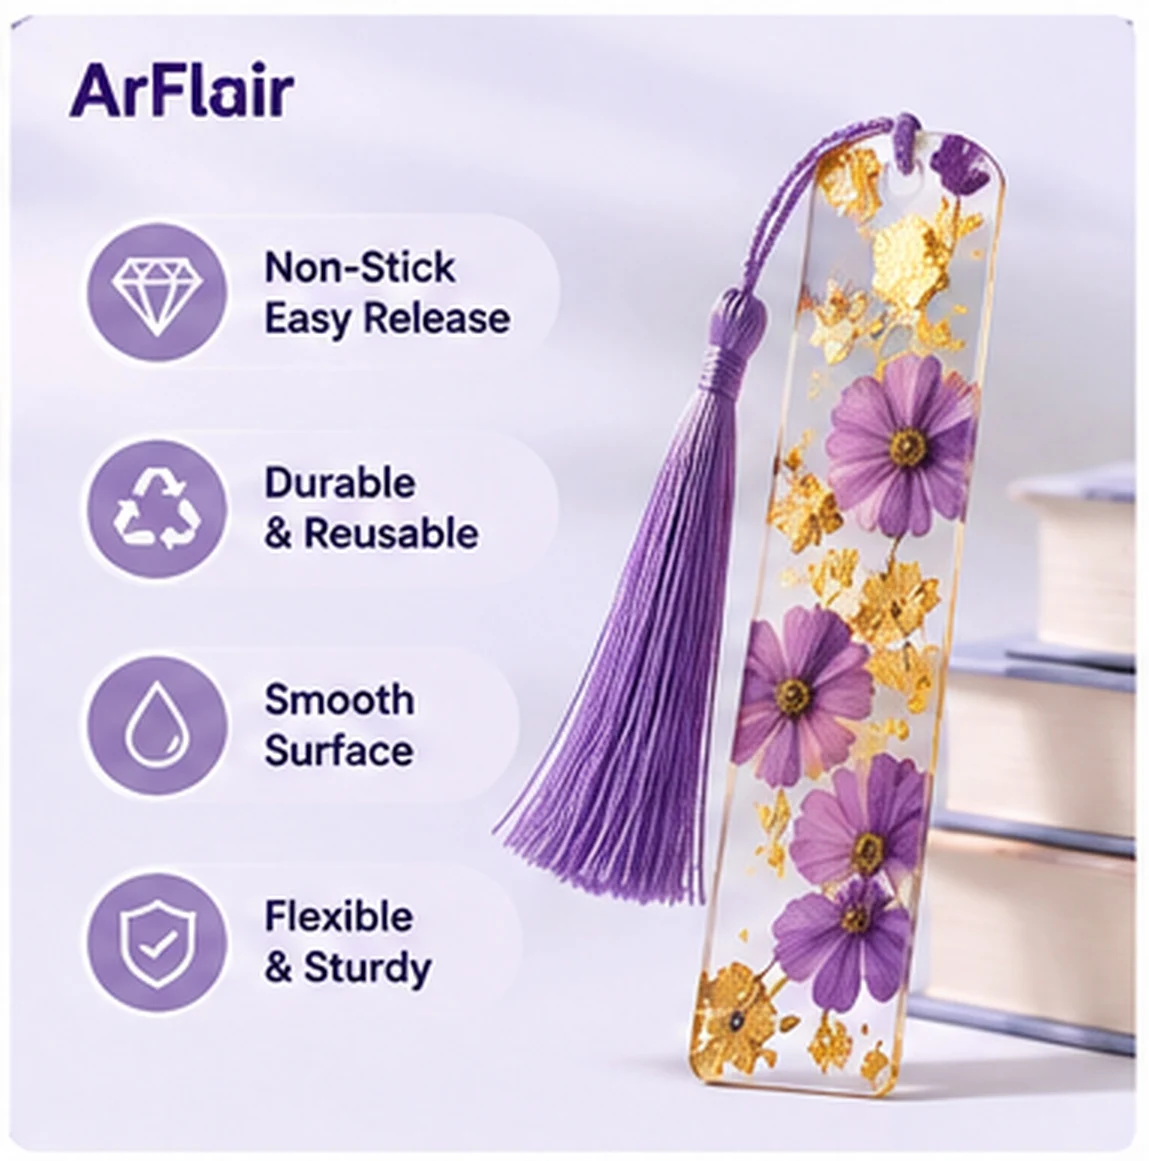 ArFlair
Non-Stick
Easy Release
Durable
& Reusable
Smooth
Surface
Flexible
& Sturdy